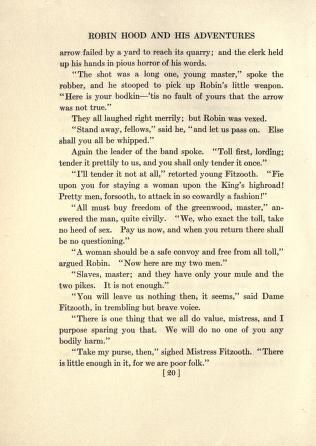 ROBIN HOOD AND HIS ADVENTURES
arrow failed by a yard to reach its quarry; and the clerk held
up his hands in pious horror of his words.
"The shot was a long one, young master," spoke the
robber, and he stooped to pick up Robin's little weapon.
"Here is your bodkin—'tis no fault of yours that the arrow
was not true."
They all laughed right merrily; but Robin was vexed.
"Stand away, fellows," said he, "and let us pass on. Else
shall you all be whipped."
Again the leader of the band spoke. "Toll first, lording;
tender it prettily to us, and you shall only tender it once."
"I'll tender it not at all," retorted young Fitzooth. "Fie
upon you for staying a woman upon the King's highroad!
Pretty men, forsooth, to attack in so cowardly a fashion!"
"All must buy freedom of the greenwood, master," an-
swered the man, quite civilly. "We, who exact the toll, take
no heed of sex. Pay us now, and when you return there shall
be no questioning."
"A woman should be a safe convoy and free from all toll,"
argued Robin. "Now here are my two men."
"Slaves, master; and they have only your mule and the
two pikes. It is not enough."
"You will leave us nothing then, it seems," said Dame
Fitzooth, in trembling but brave voice.
"There is one thing that we all do value, mistress, and I
purpose sparing you that. We will do no one of you any
bodily harm."
"Take my purse, then," sighed Mistress Fitzooth. "There
is little enough in it, for we are poor folk."
[ 20 ]